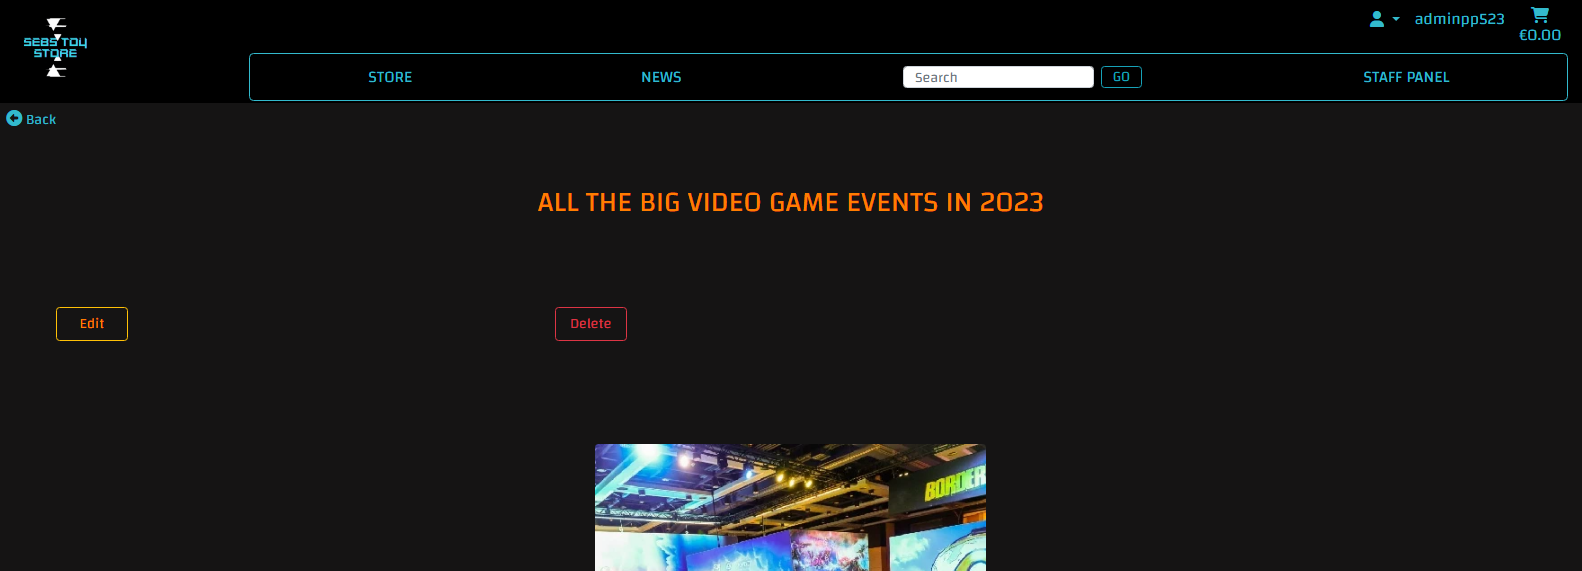 SEBS TOY
STORE
adminpp523
€0.00
STORE
NEWS
Search
GO
STAFF PANEL
Back
ALL THE BIG VIDEO GAME EVENTS IN 2023
Edit
Delete
BORDER